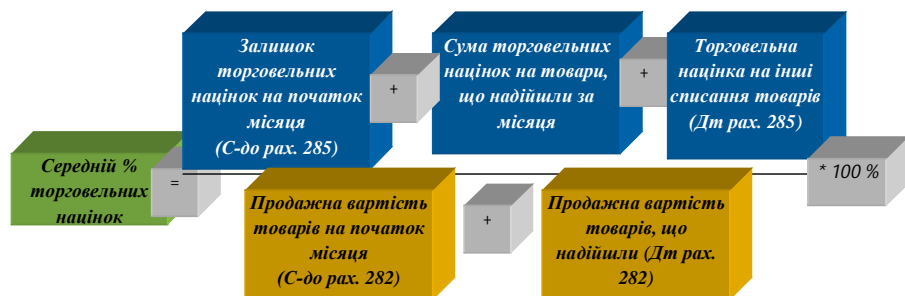 Залишок
торговельних
націнок на початок
місяця
(С-до рах. 285)
+
Сума торговельних
націнок на товари,
що надійшли за
місяця
+
Торговельна
націнка на інші
списання товарів
(Дт рах. 285)
Середній %
торговельних
націнок
=
* 100 %
Продажна вартість
товарів на початок
місяця
(С-до рах. 282)
+
Продажна вартість
товарів, що
надійшли (Дт рах.
282)